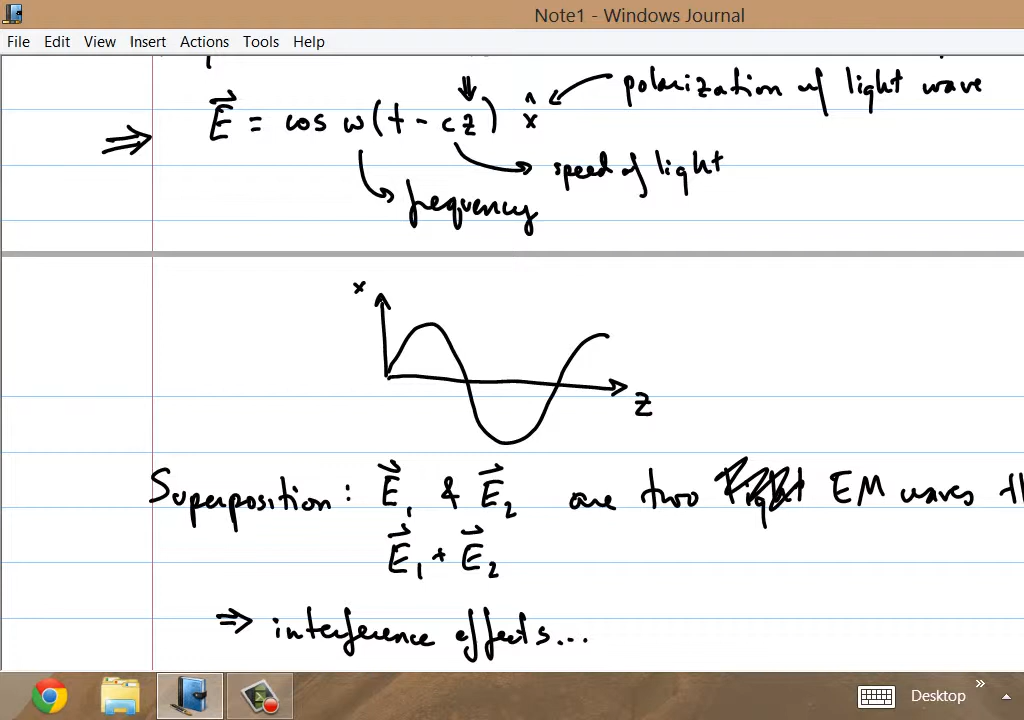 Note1 - Windows Journal
File Edit View Insert Actions Tools Help
polarization of light wave
⇒ E⃗ = cos w(t - cz) x̂
speed of light
frequency
x
z
Superposition: E⃗₁ & E⃗₂ are two EM waves
E⃗₁ + E⃗₂
⇒ interference effects...
Desktop